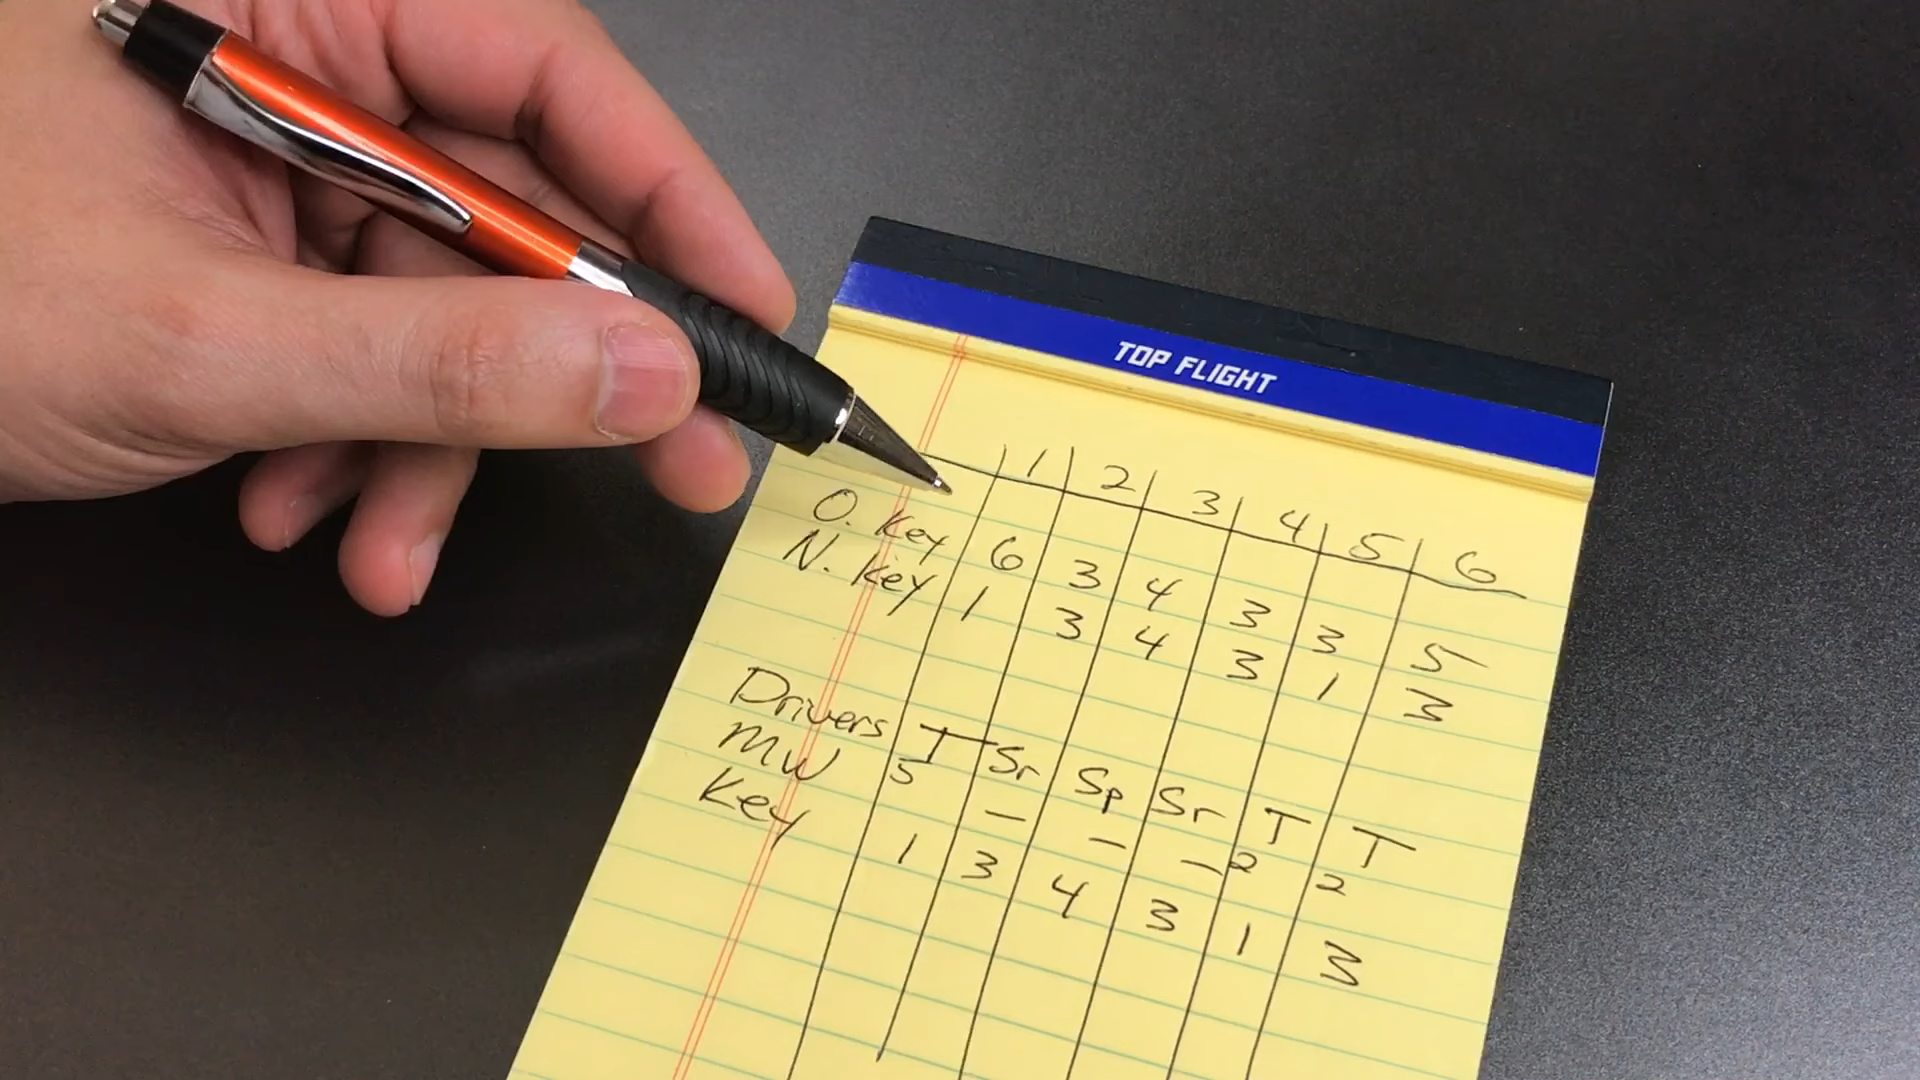 TOP FLIGHT
1 2 3 4 5 6
O. Key 6 3 4 3 3 5
N. Key 1 3 4 3 1 3
Drivers T Sr Sp Sr T T
MW 5 - - - 2 2
Key 1 3 4 3 1 3